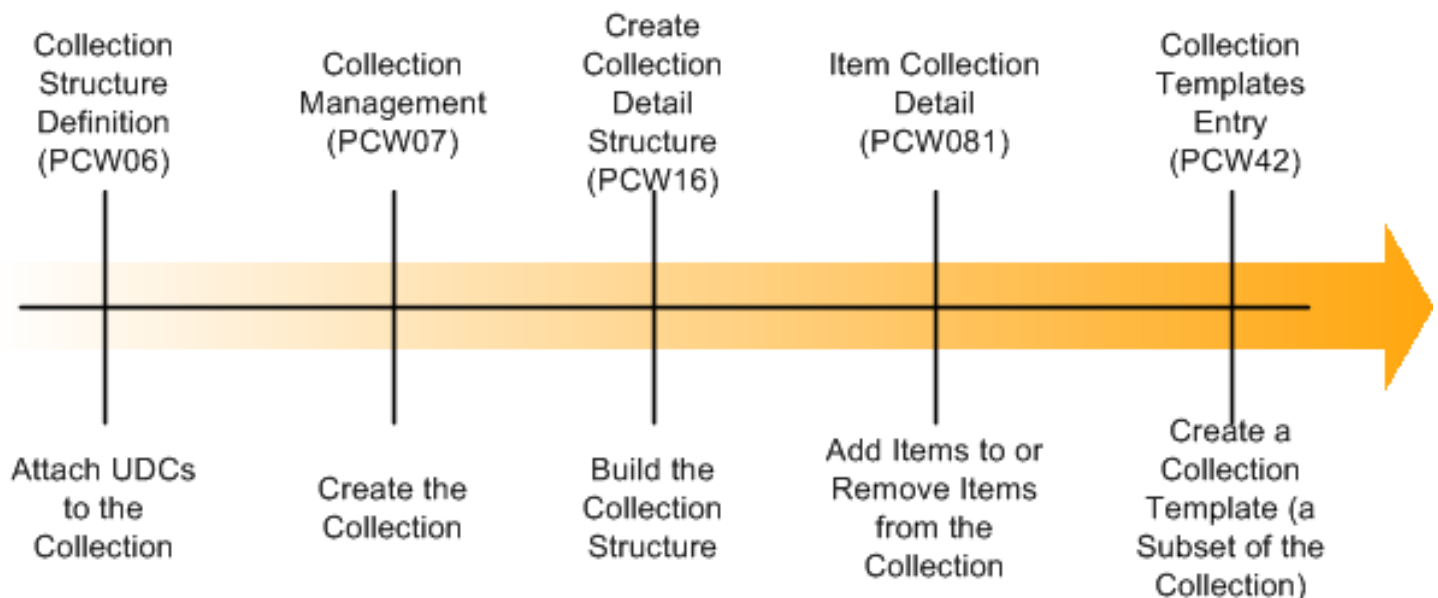 Collection
Structure
Definition
(PCW06)
Collection
Management
(PCW07)
Create
Collection
Detail
Structure
(PCW16)
Item Collection
Detail
(PCW081)
Collection
Templates
Entry
(PCW42)
Attach UDCs
to the
Collection
Create the
Collection
Build the
Collection
Structure
Add Items to or
Remove Items
from the
Collection
Create a
Collection
Template (a
Subset of the
Collection)